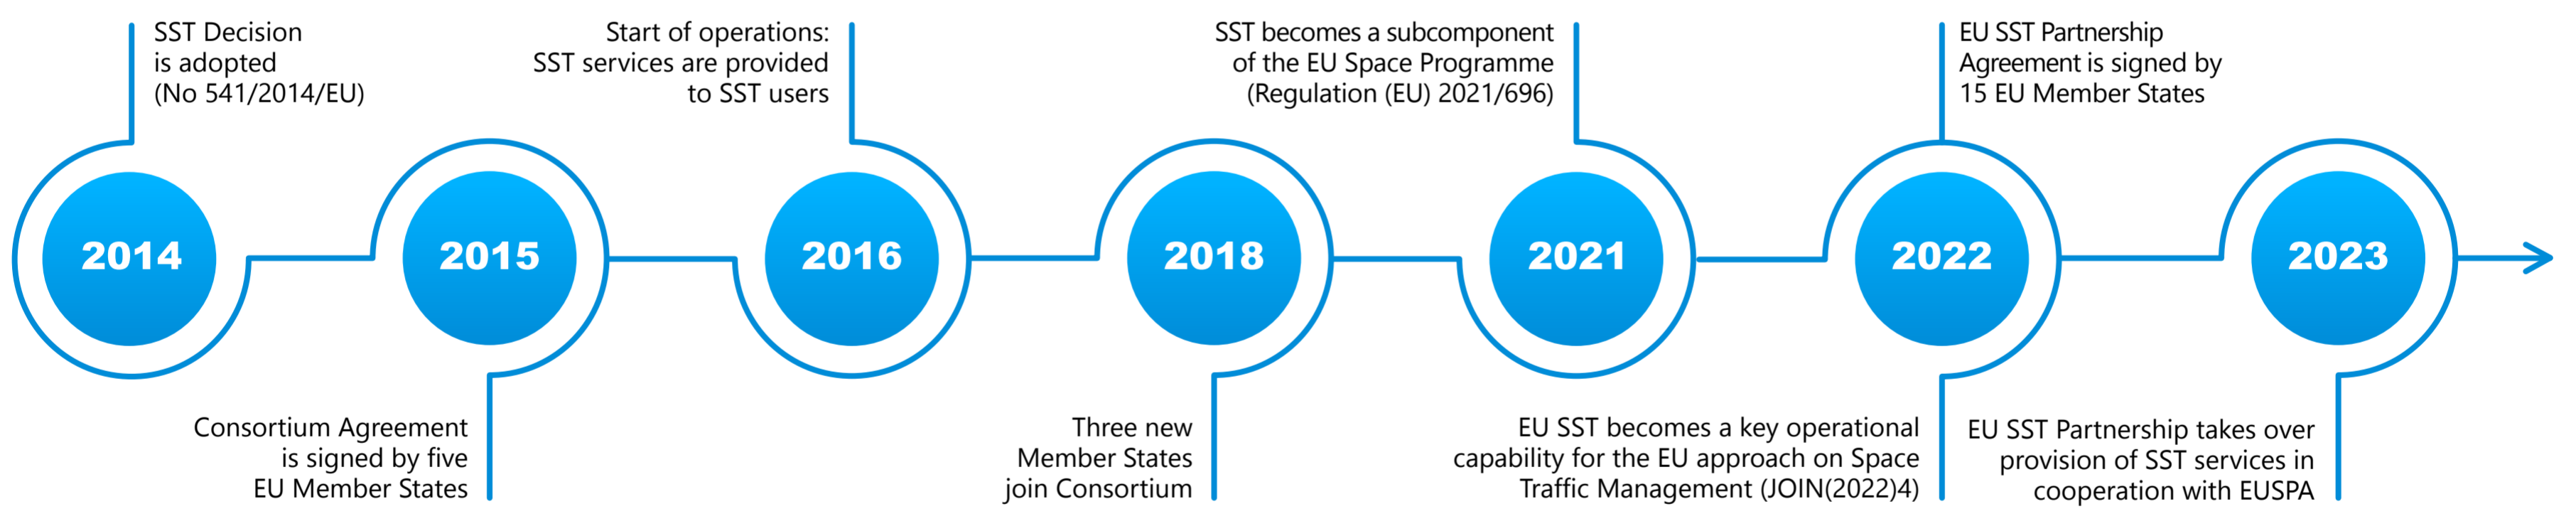 SST Decision
is adopted
(No 541/2014/EU)
Start of operations:
SST services are provided
to SST users
SST becomes a subcomponent
of the EU Space Programme
(Regulation (EU) 2021/696)
EU SST Partnership
Agreement is signed by
15 EU Member States
2014
2015
2016
2018
2021
2022
2023
Consortium Agreement
is signed by five
EU Member States
Three new
Member States
join Consortium
EU SST becomes a key operational
capability for the EU approach on Space
Traffic Management (JOIN(2022)4)
EU SST Partnership takes over
provision of SST services in
cooperation with EUSPA